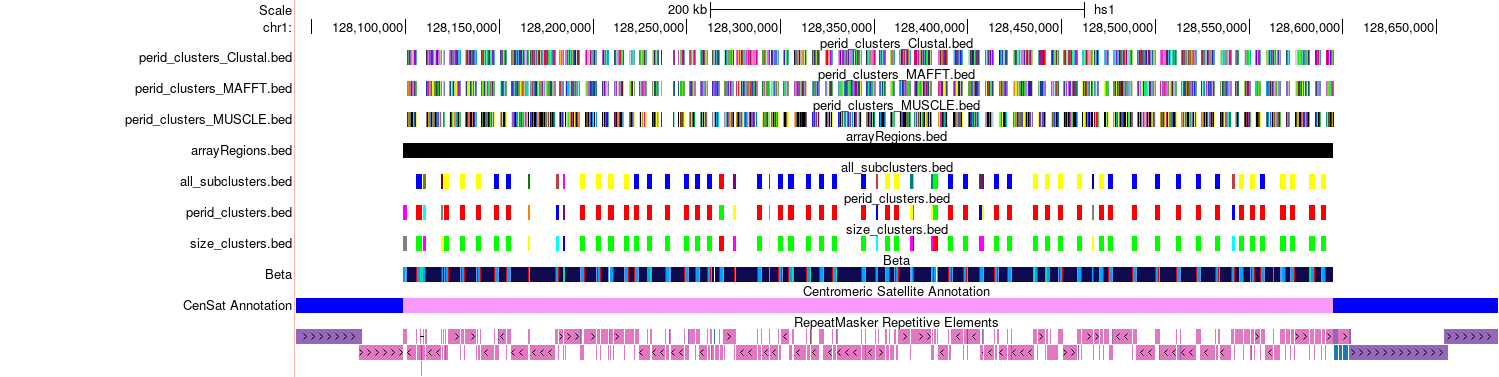 Scale 200 kb hs1
chr1: 128,100,000 128,150,000 128,200,000 128,250,000 128,300,000 128,350,000 128,400,000 128,450,000 128,500,000 128,550,000 128,600,000 128,650,000
perid_clusters_Clustal.bed
perid_clusters_Clustal.bed
perid_clusters_MAFFT.bed
perid_clusters_MAFFT.bed
perid_clusters_MUSCLE.bed
perid_clusters_MUSCLE.bed
arrayRegions.bed
arrayRegions.bed
all_subclusters.bed
all_subclusters.bed
perid_clusters.bed
perid_clusters.bed
size_clusters.bed
size_clusters.bed
Beta
Beta
Centromeric Satellite Annotation
CenSat Annotation
RepeatMasker Repetitive Elements